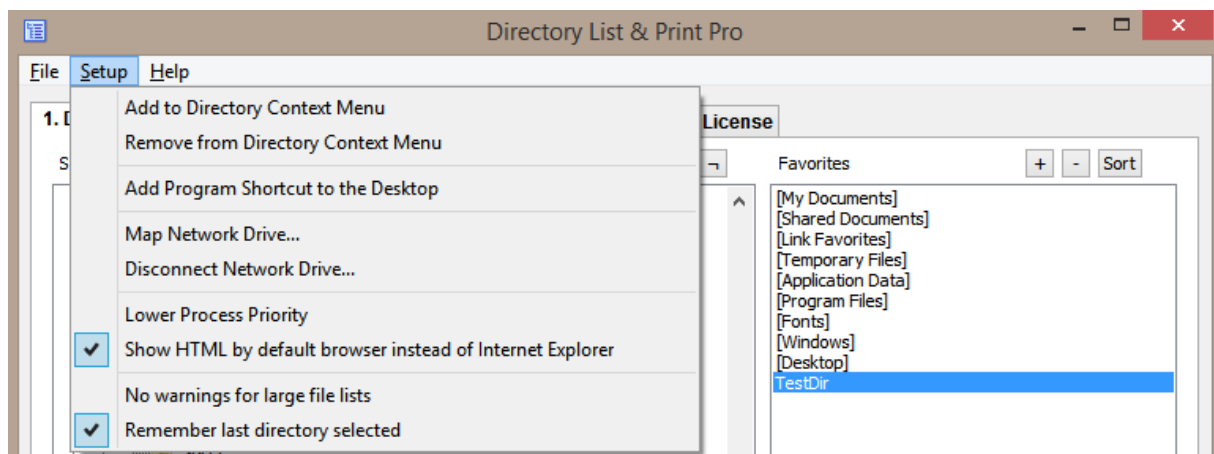 Directory List & Print Pro
File Setup Help
1. D
License
Add to Directory Context Menu
Remove from Directory Context Menu
Add Program Shortcut to the Desktop
Map Network Drive...
Disconnect Network Drive...
Lower Process Priority
Show HTML by default browser instead of Internet Explorer
No warnings for large file lists
Remember last directory selected
S
Favorites + - Sort
[My Documents]
[Shared Documents]
[Link Favorites]
[Temporary Files]
[Application Data]
[Program Files]
[Fonts]
[Windows]
[Desktop]
TestDir